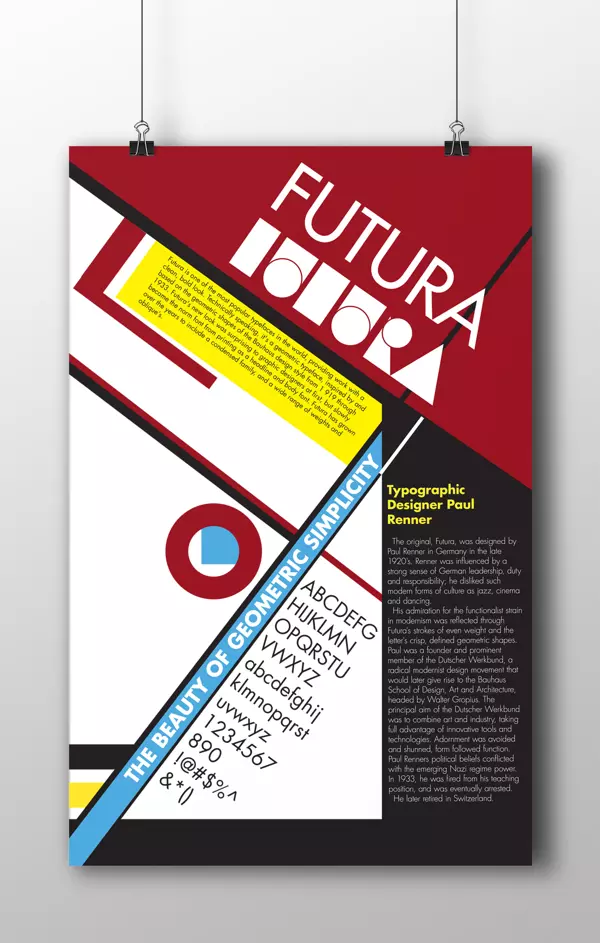 FUTURA
FUTURA
Futura is one of the most popular typefaces in the world, providing work with a
clean, bold look. Technically speaking, it's a geometric typeface, inspired by and
based on the geometric shapes of the Bauhaus design style from 1919 through
1933. Futura's new look was surprising to graphic designers at first, but slowly
became the norm font from printing as a headline and body font. Futura has grown
over the years to include a condensed family, and a wide range of weights and
oblique's.
THE BEAUTY OF GEOMETRIC SIMPLICITY
Typographic
Designer Paul
Renner
The original, Futura, was designed by
Paul Renner in Germany in the late
1920's. Renner was influenced by a
strong sense of German leadership, duty
and responsibility; he disliked such
modern forms of culture as jazz, cinema
and dancing.
His admiration for the functionalist strain
in modernism was reflected through
Futura's strokes of even weight and the
letter's crisp, defined geometric shapes.
Paul was a founder and prominent
member of the Dutscher Werkbund, a
radical modernist design movement that
would later give rise to the Bauhaus
School of Design, Art and Architecture,
headed by Walter Gropius. The
principal aim of the Dutscher Werkbund
was to combine art and industry, taking
full advantage of innovative tools and
technologies. Adornment was avoided
and shunned, form followed function.
Paul Renners political beliefs conflicted
with the emerging Nazi regime power.
In 1933, he was fired from his teaching
position, and was eventually arrested.
He later retired in Switzerland.
ABCDEFG
HIJKLMN
OPQRSTU
VWXYZ
abcdefghij
klmnopqrst
uvwxyz
1234567
890
!@#$%^
&*()